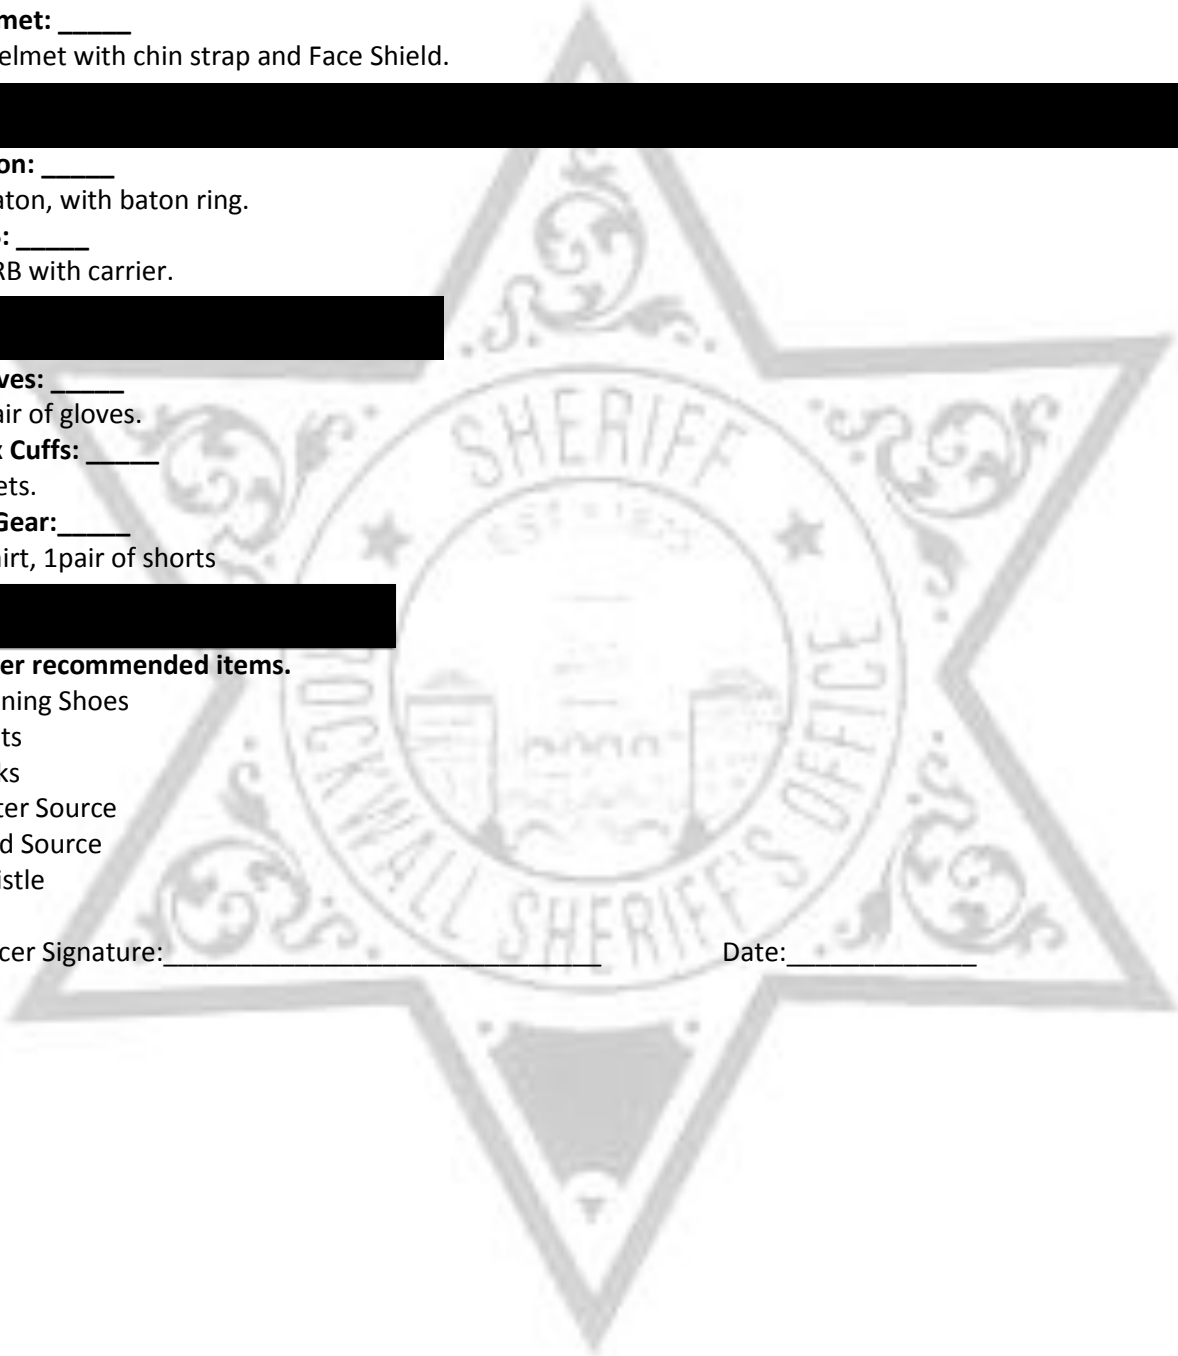 met: _____
elmet with chin strap and Face Shield.
on: _____
aton, with baton ring.
: _____
RB with carrier.
ves: _____
air of gloves.
x Cuffs: _____
ets.
Gear:_____
irt, 1pair of shorts
er recommended items.
ning Shoes
ts
ks
ter Source
d Source
istle
cer Signature:______________________________ Date:_____________
SHERIFF
ROCKWALL SHERIFF'S OFFICE